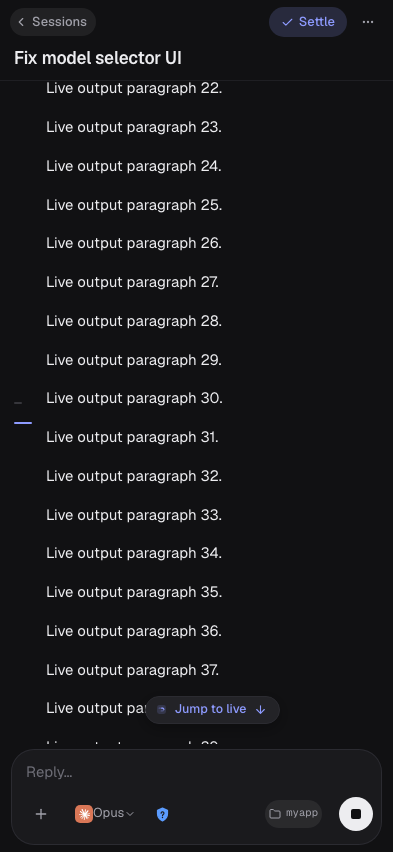 Sessions
Settle
Fix model selector UI
Live output paragraph 22.
Live output paragraph 23.
Live output paragraph 24.
Live output paragraph 25.
Live output paragraph 26.
Live output paragraph 27.
Live output paragraph 28.
Live output paragraph 29.
Live output paragraph 30.
Live output paragraph 31.
Live output paragraph 32.
Live output paragraph 33.
Live output paragraph 34.
Live output paragraph 35.
Live output paragraph 36.
Live output paragraph 37.
Live output
Jump to live
Reply...
Opus
myapp